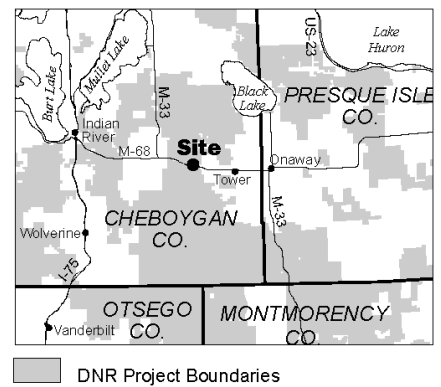 US-23
Lake
Huron
Mullet Lake
Burt Lake
M-33
Black
Lake
PRESQUE ISLE
CO.
Indian
River
M-68
Site
Onaway
Tower
M-33
CHEBOYGAN
CO.
Wolverine
I-75
OTSEGO
CO.
MONTMORENCY
CO
Vanderbilt
DNR Project Boundaries